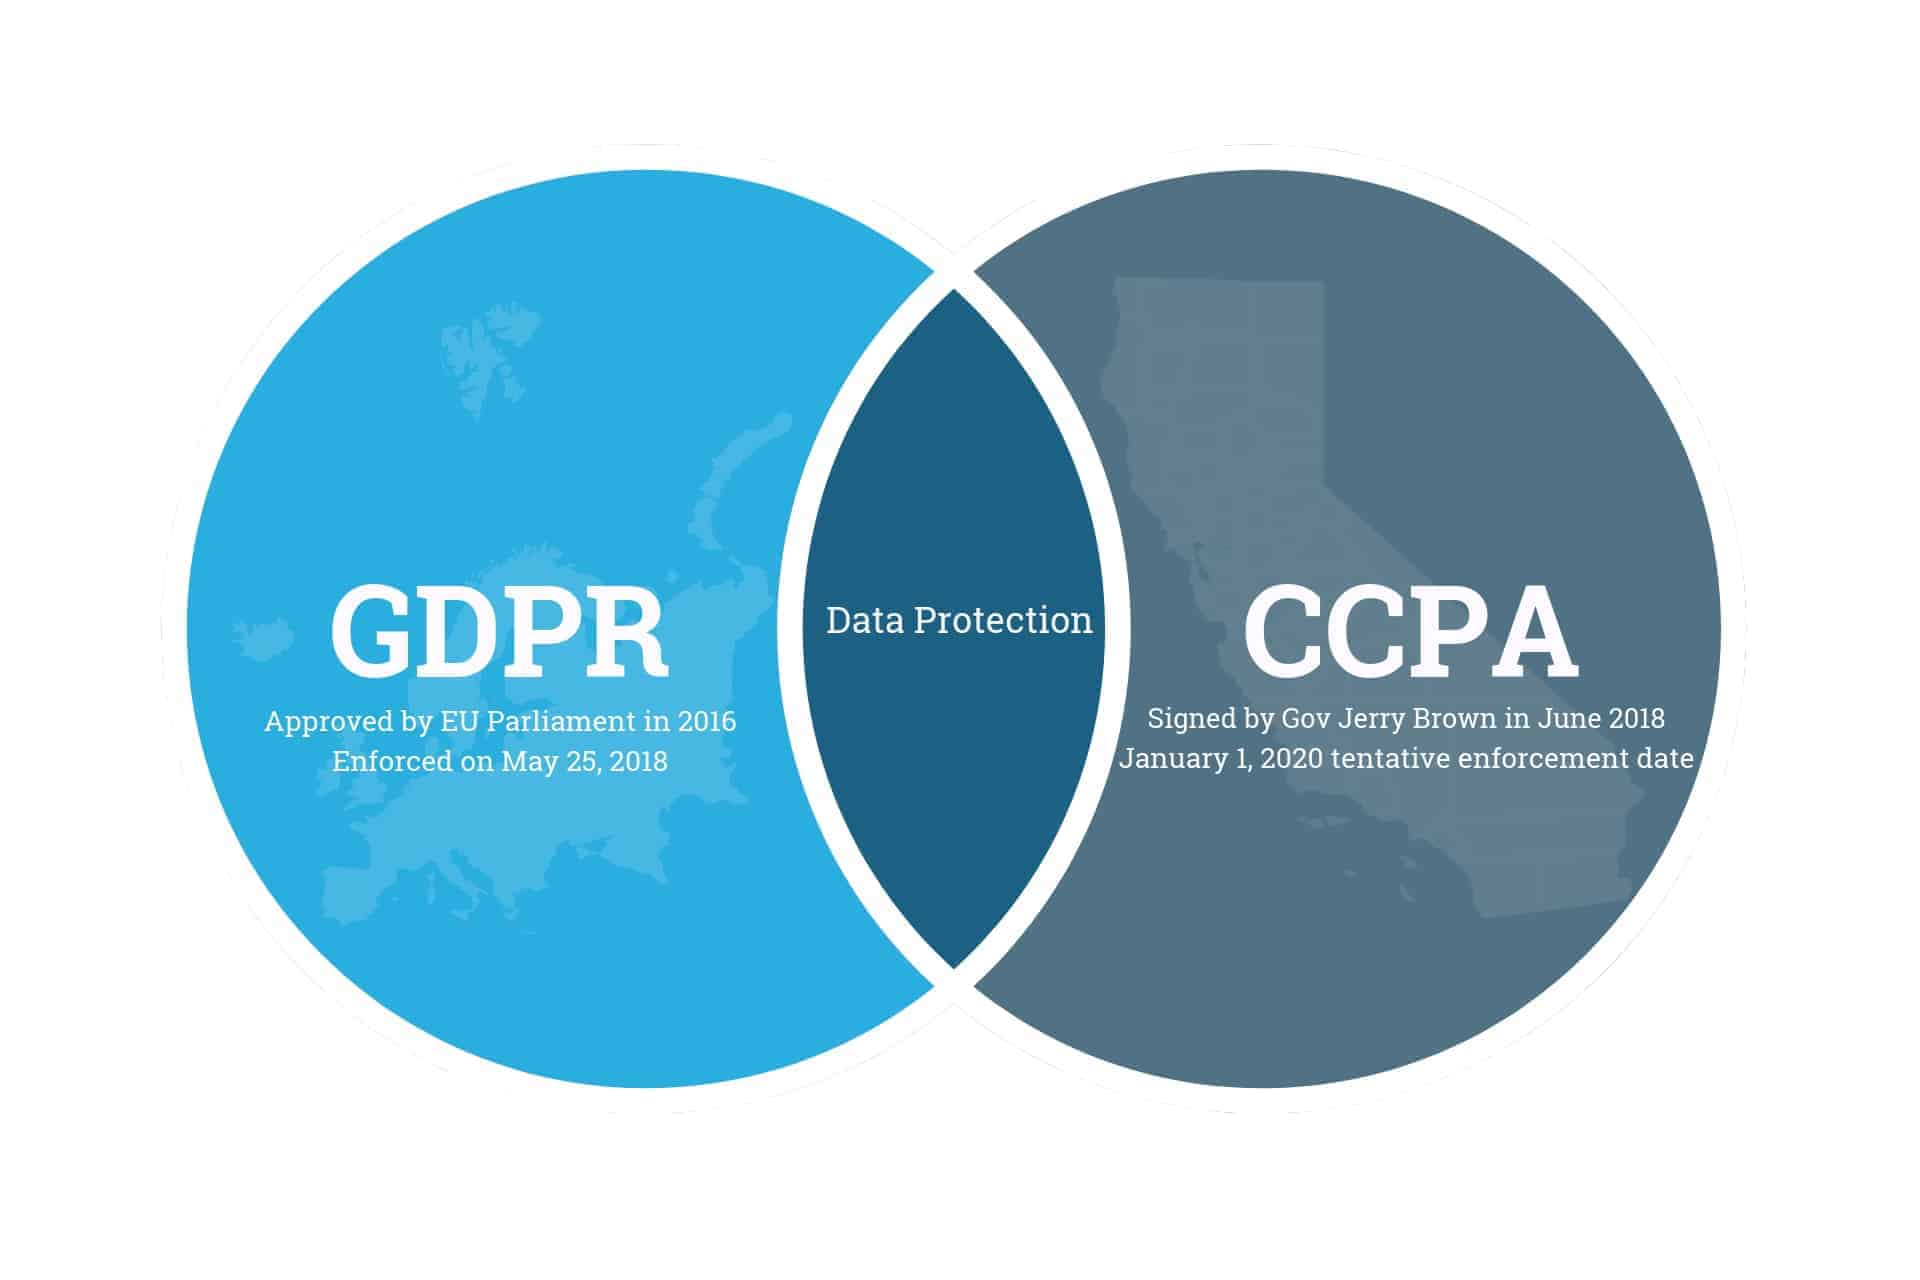 GDPR
Approved by EU Parliament in 2016
Enforced on May 25, 2018
Data Protection
CCPA
Signed by Gov Jerry Brown in June 2018
January 1, 2020 tentative enforcement date